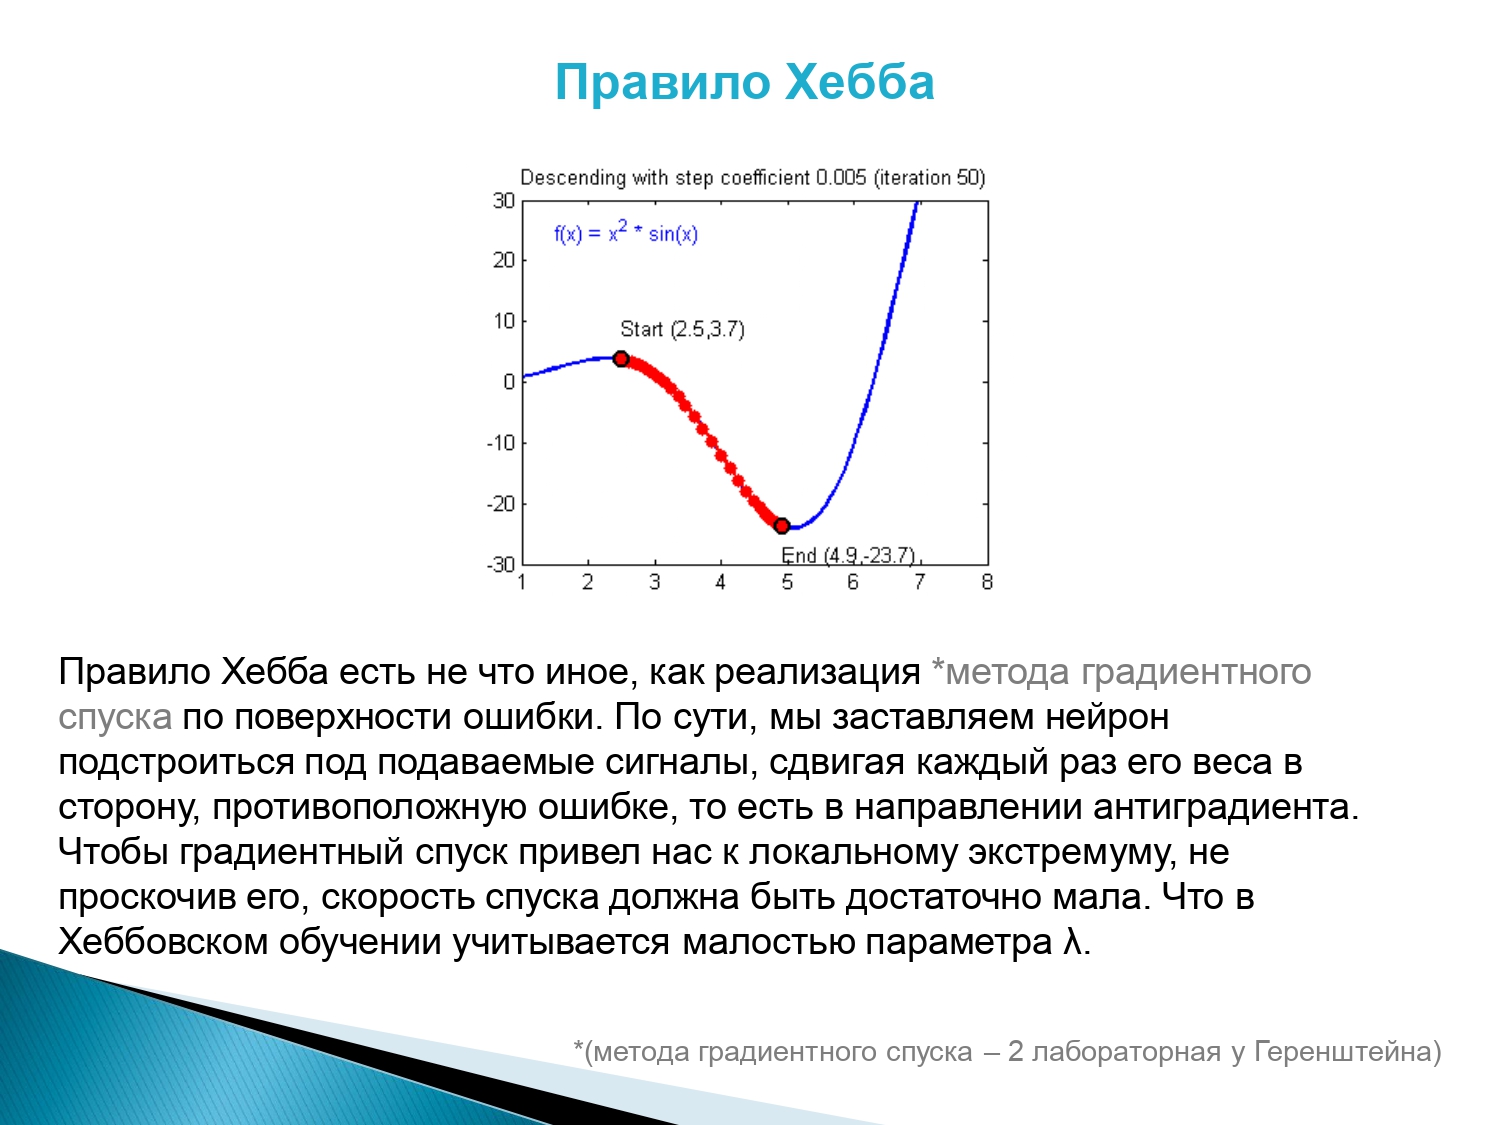 Правило Хебба
Descending with step coefficient 0.005 (iteration 50)
30
f(x) = x² * sin(x)
20
10
Start (2.5,3.7)
0
-10
-20
End (4.9,-23.7)
-30
1 2 3 4 5 6 7 8
Правило Хебба есть не что иное, как реализация *метода градиентного
спуска по поверхности ошибки. По сути, мы заставляем нейрон
подстроиться под подаваемые сигналы, сдвигая каждый раз его веса в
сторону, противоположную ошибке, то есть в направлении антиградиента.
Чтобы градиентный спуск привел нас к локальному экстремуму, не
проскочив его, скорость спуска должна быть достаточно мала. Что в
Хеббовском обучении учитывается малостью параметра λ.
*(метода градиентного спуска – 2 лабораторная у Геренштейна)